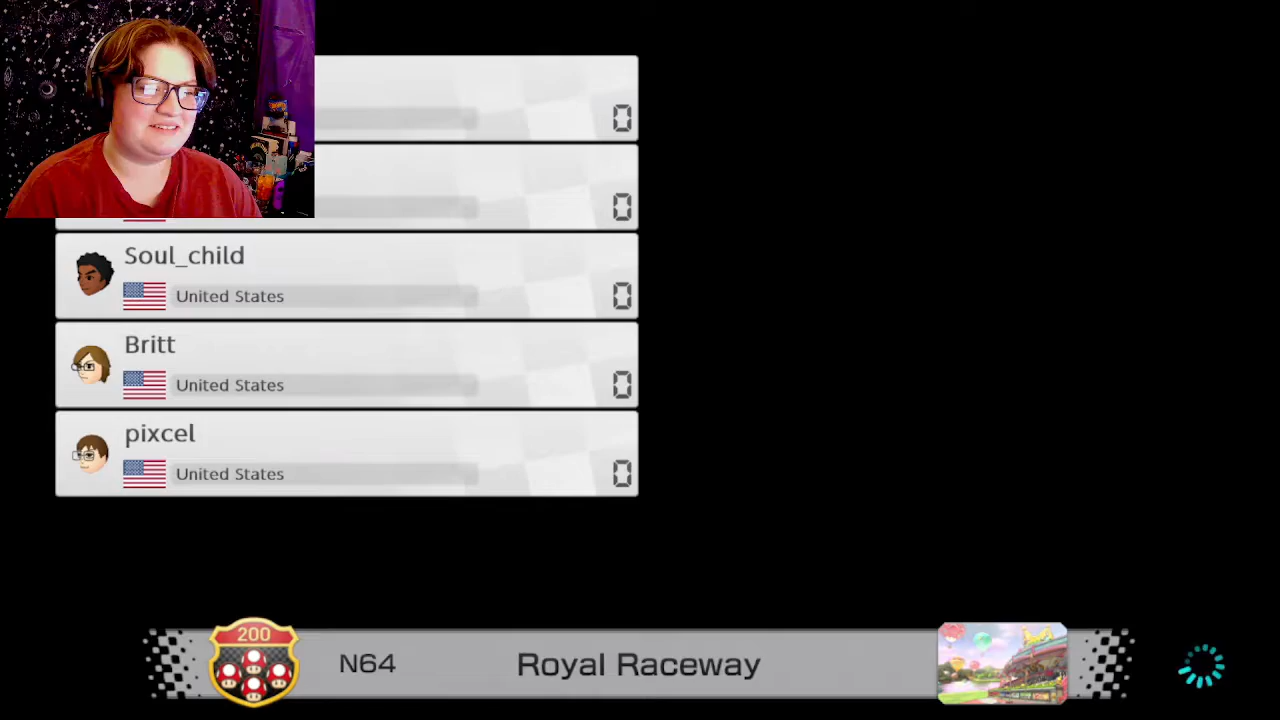 0
0
Soul_child
United States 0
Britt
United States 0
pixcel
United States 0
200 N64 Royal Raceway